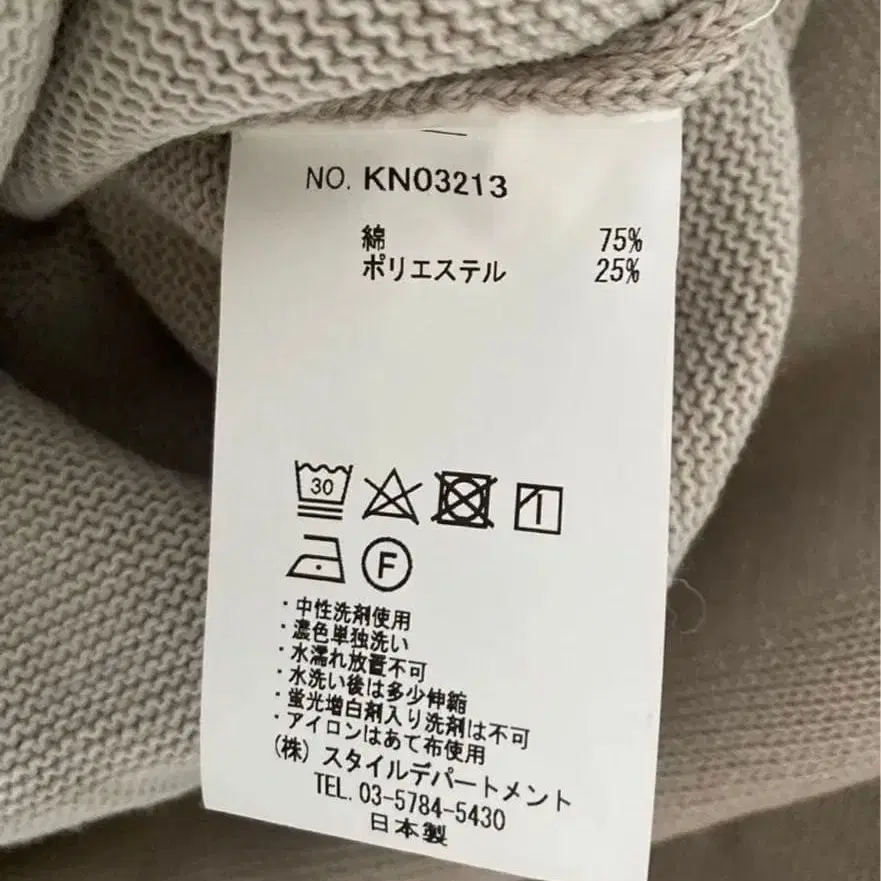 NO. KN03213
綿 75%
ポリエステル 25%
30
F
・中性洗剤使用
・濃色単独洗い
・水濡れ放置不可
・水洗い後は多少伸縮
・蛍光増白剤入り洗剤は不可
・アイロンはあて布使用
(株) スタイルデパートメント
TEL. 03-5784-5430
日本製